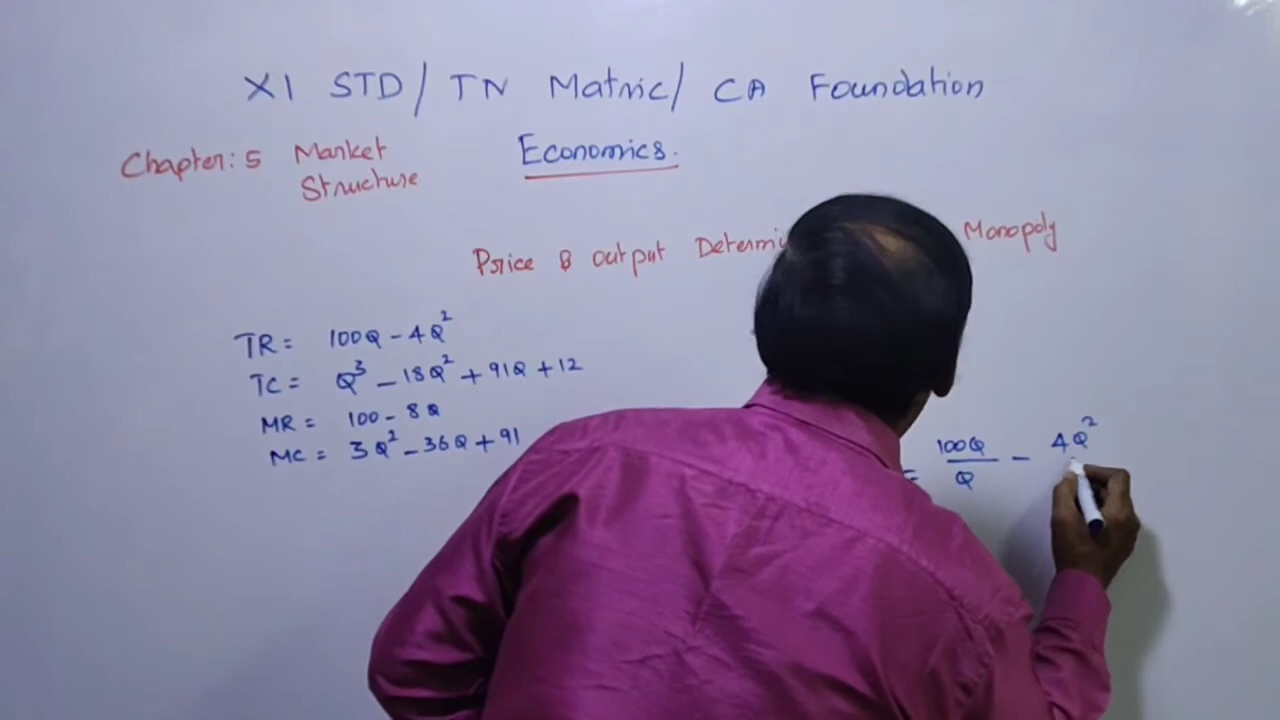 XI STD/ TN Matric/ CA Foundation
Chapter: 5 Market Structure
Economics.
Price & output Monopoly
TR = 100Q - 4Q²
TC = Q³ - 18Q² + 91Q + 12
MR = 100 - 8Q
MC = 3Q² - 36Q + 91
= 100Q/Q - 4Q²